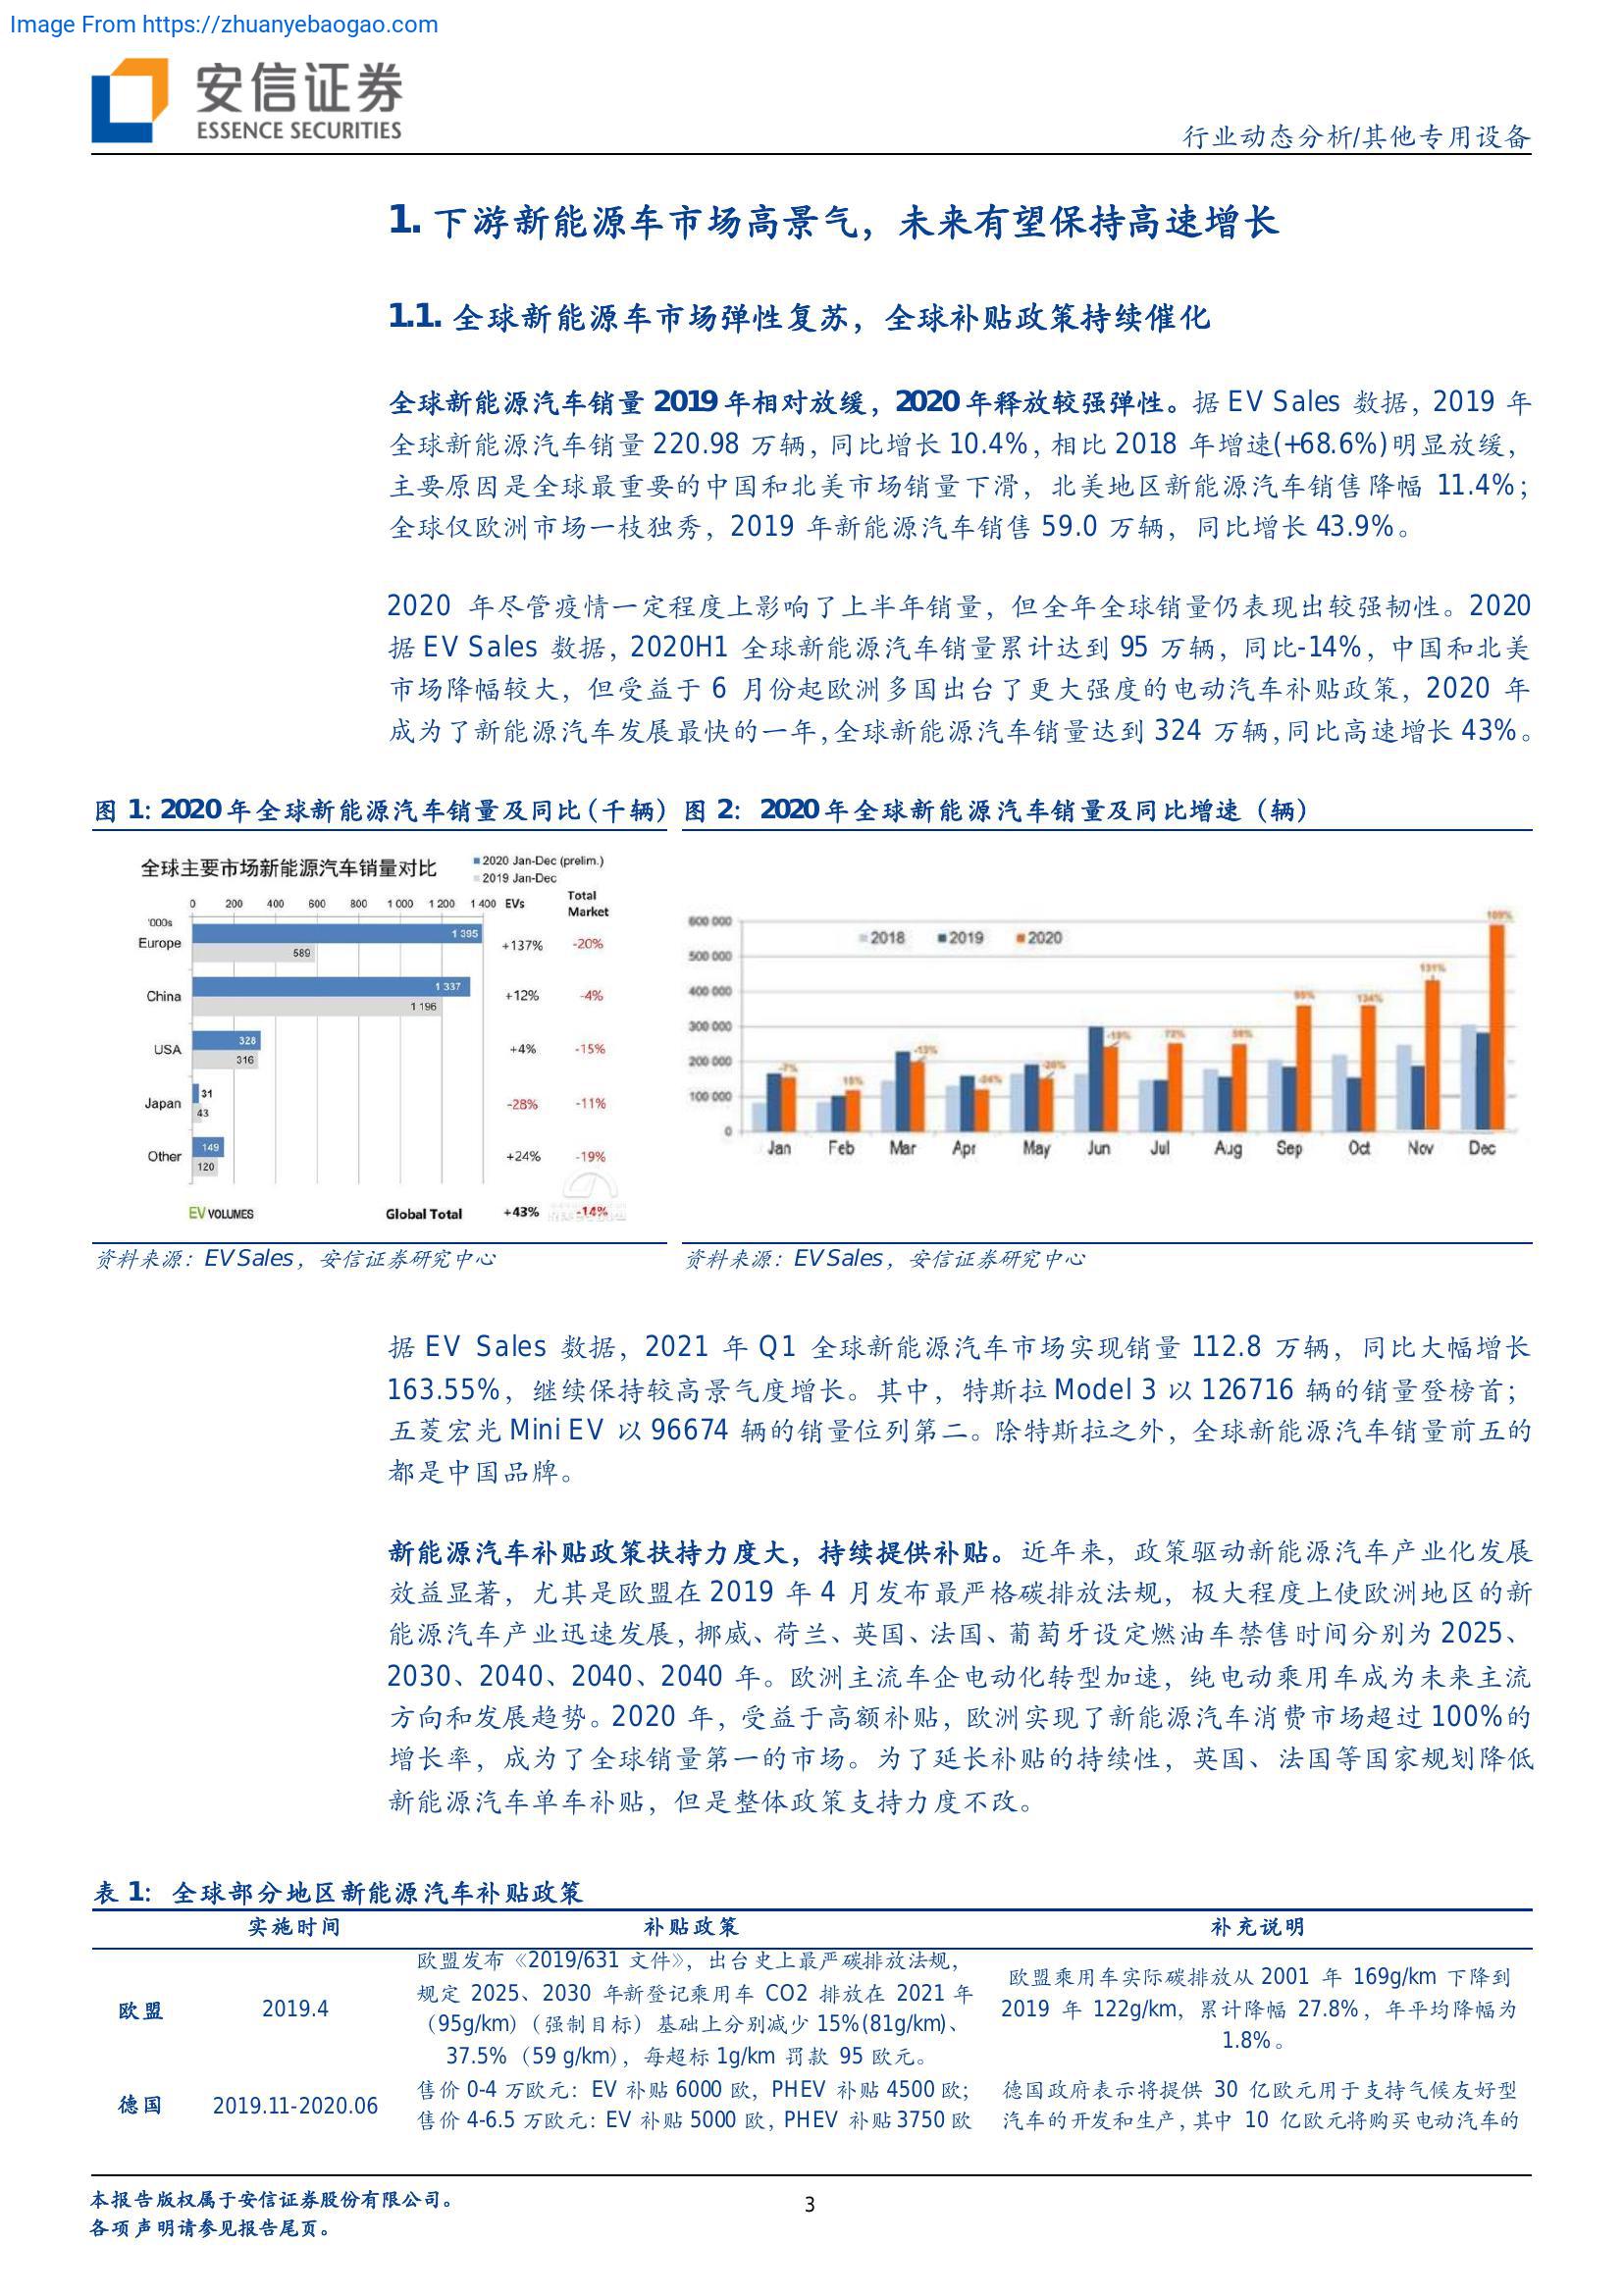 Image From https://zhuanyebaogao.com
安信证券
ESSENCE SECURITIES
行业动态分析/其他专用设备
1. 下游新能源车市场高景气，未来有望保持高速增长
1.1. 全球新能源车市场弹性复苏，全球补贴政策持续催化
全球新能源汽车销量 2019 年相对放缓，2020 年释放较强弹性。据 EV Sales 数据，2019 年
全球新能源汽车销量 220.98 万辆，同比增长 10.4%，相比 2018 年增速(+68.6%)明显放缓，
主要原因是全球最重要的中国和北美市场销量下滑，北美地区新能源汽车销售降幅 11.4%；
全球仅欧洲市场一枝独秀，2019 年新能源汽车销售 59.0 万辆，同比增长 43.9%。
2020 年尽管疫情一定程度上影响了上半年销量，但全年全球销量仍表现出较强韧性。2020
据 EV Sales 数据，2020H1 全球新能源汽车销量累计达到 95 万辆，同比-14%，中国和北美
市场降幅较大，但受益于 6 月份起欧洲多国出台了更大强度的电动汽车补贴政策，2020 年
成为了新能源汽车发展最快的一年，全球新能源汽车销量达到 324 万辆，同比高速增长 43%。
图 1：2020 年全球新能源汽车销量及同比（千辆）
全球主要市场新能源汽车销量对比
2020 Jan-Dec (prelim.)
2019 Jan-Dec
0 200 400 600 800 1 000 1 200 1 400 EVs Total Market
'000s
Europe 1 395 589 +137% -20%
China 1 337 1 196 +12% -4%
USA 328 316 +4% -15%
Japan 31 43 -28% -11%
Other 149 120 +24% -19%
EV VOLUMES Global Total +43% -14%
资料来源：EV Sales，安信证券研究中心
图 2：2020 年全球新能源汽车销量及同比增速（辆）
2018 2019 2020
600 000
500 000
400 000
300 000
200 000
100 000
0
-7% 15% -13% -24% -20% -19% 72% 59% 95% 134% 131% 109%
Jan Feb Mar Apr May Jun Jul Aug Sep Oct Nov Dec
资料来源：EV Sales，安信证券研究中心
据 EV Sales 数据，2021 年 Q1 全球新能源汽车市场实现销量 112.8 万辆，同比大幅增长
163.55%，继续保持较高景气度增长。其中，特斯拉 Model 3 以 126716 辆的销量登榜首；
五菱宏光 Mini EV 以 96674 辆的销量位列第二。除特斯拉之外，全球新能源汽车销量前五的
都是中国品牌。
新能源汽车补贴政策扶持力度大，持续提供补贴。近年来，政策驱动新能源汽车产业化发展
效益显著，尤其是欧盟在 2019 年 4 月发布最严格碳排放法规，极大程度上使欧洲地区的新
能源汽车产业迅速发展，挪威、荷兰、英国、法国、葡萄牙设定燃油车禁售时间分别为 2025、
2030、2040、2040、2040 年。欧洲主流车企电动化转型加速，纯电动乘用车成为未来主流
方向和发展趋势。2020 年，受益于高额补贴，欧洲实现了新能源汽车消费市场超过 100%的
增长率，成为了全球销量第一的市场。为了延长补贴的持续性，英国、法国等国家规划降低
新能源汽车单车补贴，但是整体政策支持力度不改。
表 1：全球部分地区新能源汽车补贴政策
实施时间 补贴政策 补充说明
欧盟 2019.4
欧盟发布《2019/631 文件》，出台史上最严碳排放法规，
规定 2025、2030 年新登记乘用车 CO2 排放在 2021 年
（95g/km）（强制目标）基础上分别减少 15%(81g/km)、
37.5%（59 g/km），每超标 1g/km 罚款 95 欧元。
欧盟乘用车实际碳排放从 2001 年 169g/km 下降到
2019 年 122g/km，累计降幅 27.8%，年平均降幅为
1.8%。
德国 2019.11-2020.06
售价 0-4 万欧元：EV 补贴 6000 欧，PHEV 补贴 4500 欧；
售价 4-6.5 万欧元：EV 补贴 5000 欧，PHEV 补贴 3750 欧
德国政府表示将提供 30 亿欧元用于支持气候友好型
汽车的开发和生产，其中 10 亿欧元将购买电动汽车的
本报告版权属于安信证券股份有限公司。
各项声明请参见报告尾页。
3